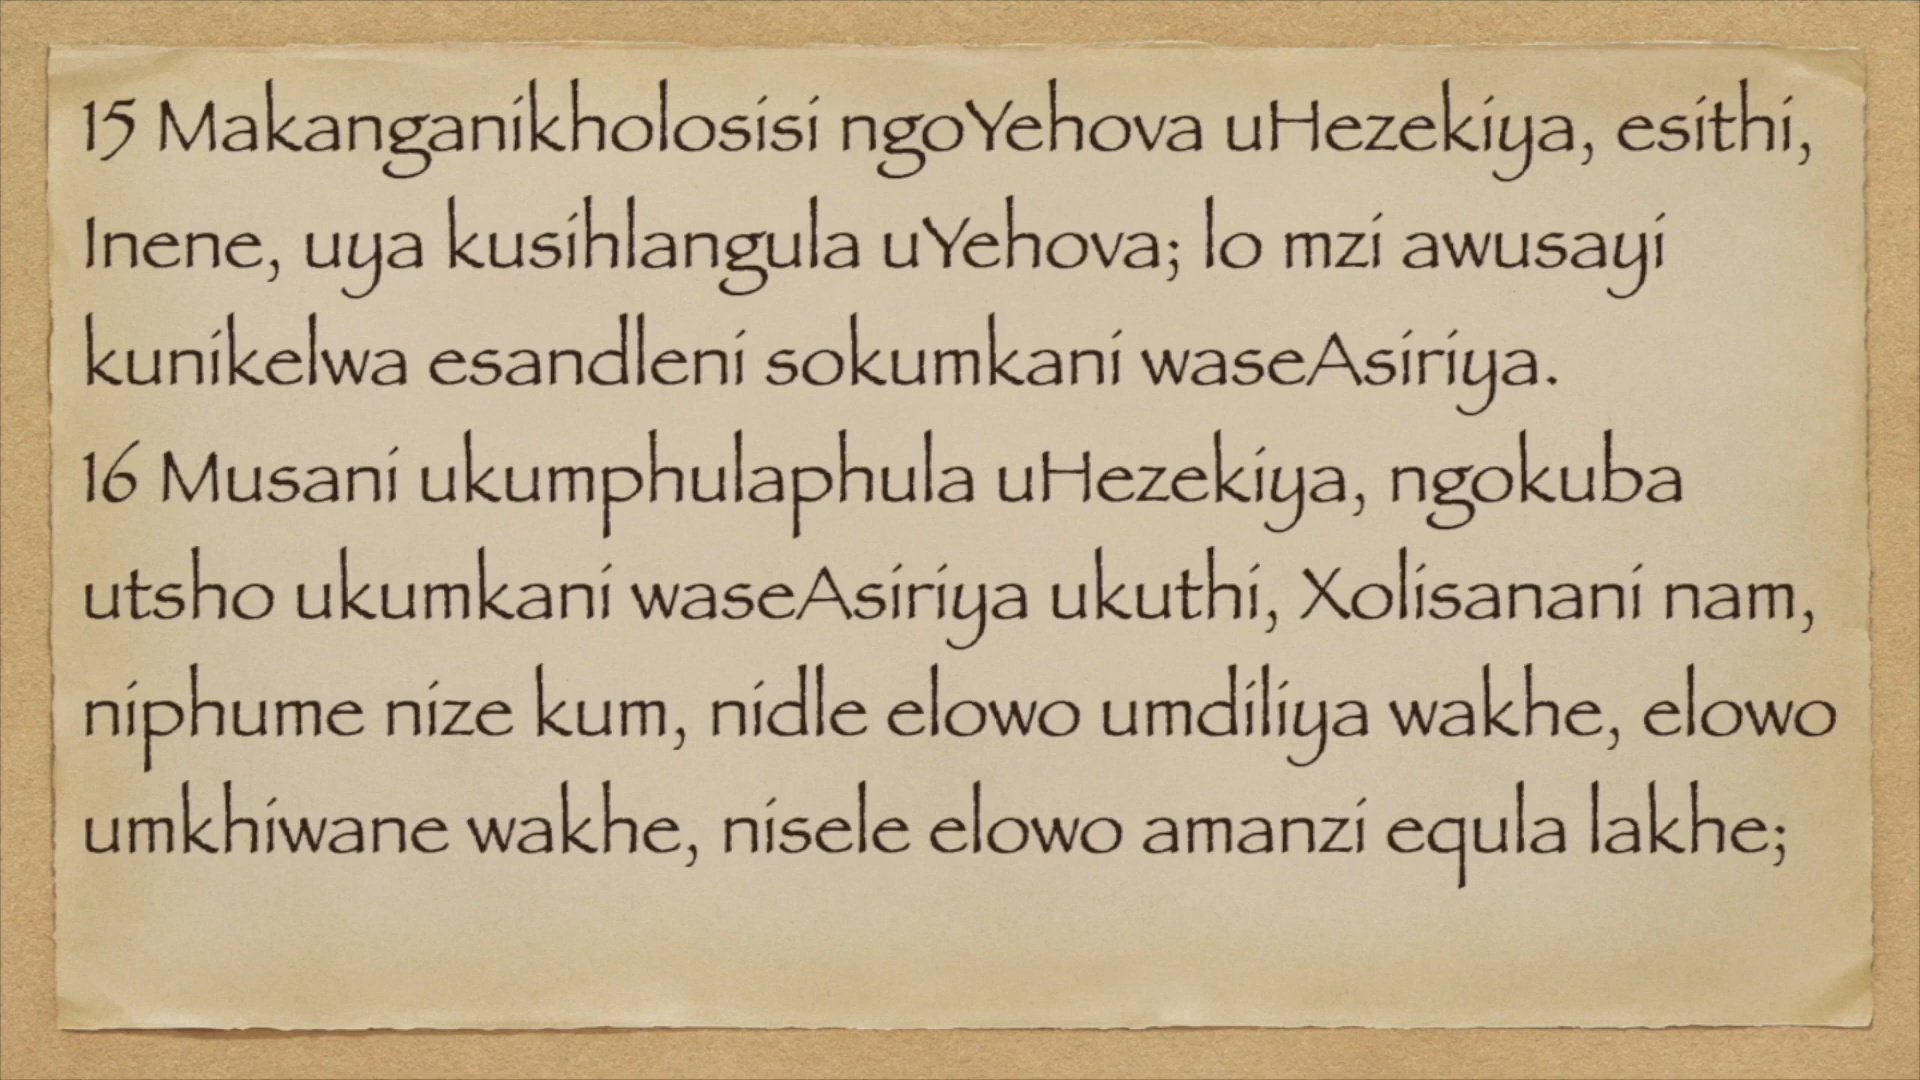 15 Makanganikholosisi ngoYehova uHezekiya, esithi,
Inene, uya kusihlangula uYehova; lo mzi awusayi
kunikelwa esandleni sokumkani waseAsiriya.
16 Musani ukumphulaphula uHezekiya, ngokuba
utsho ukumkani waseAsiriya ukuthi, Xolisanani nam,
niphume nize kum, nidle elowo umdiliya wakhe, elowo
umkhiwane wakhe, nisele elowo amanzi equla lakhe;